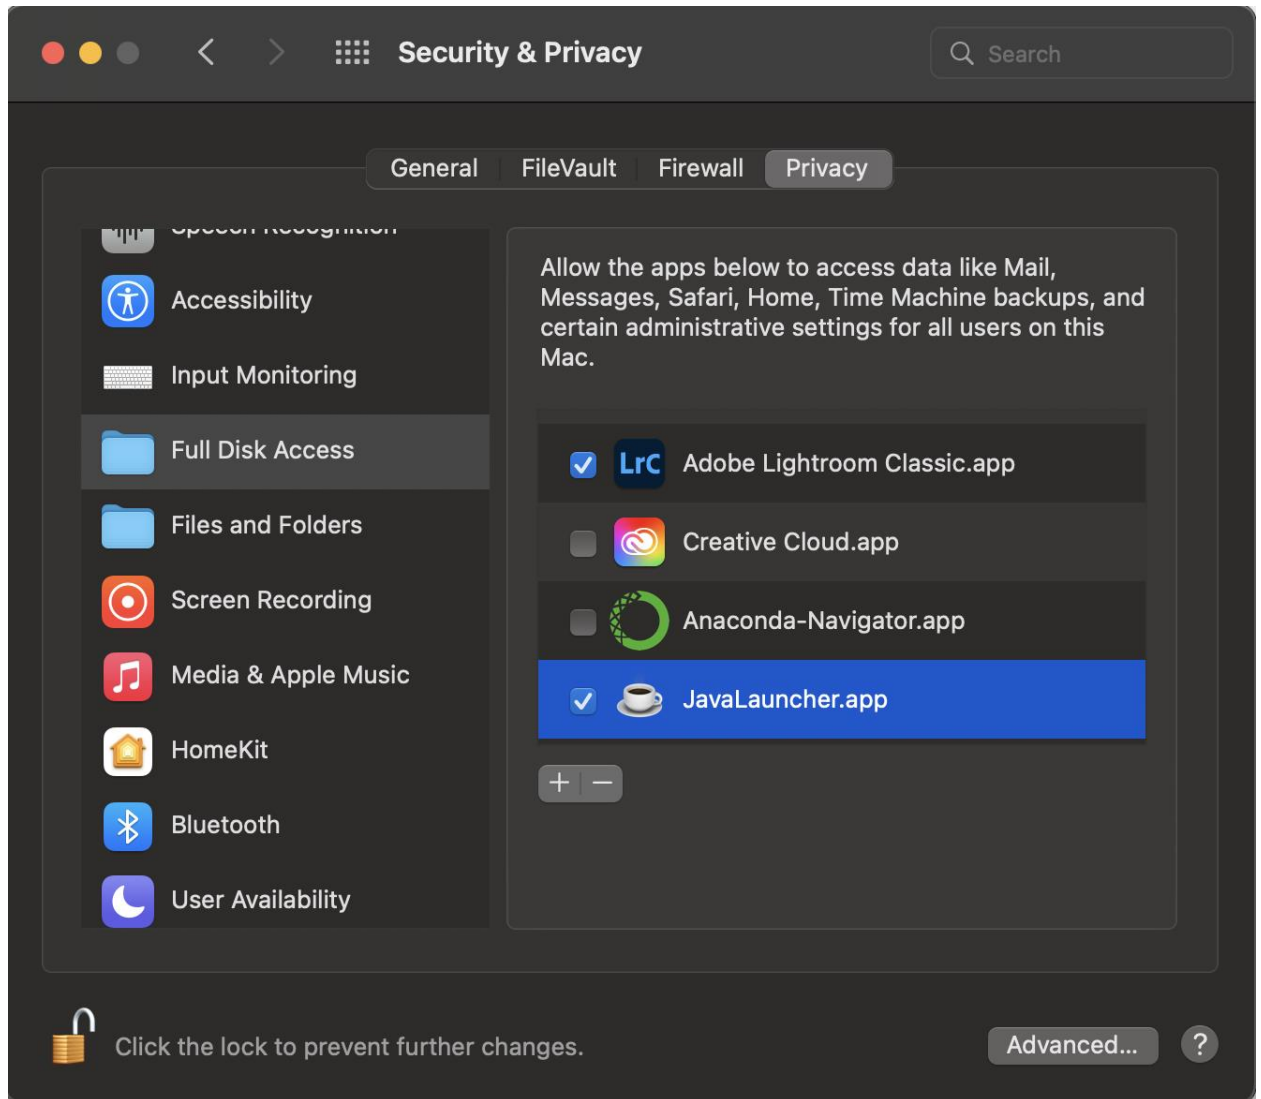 Security & Privacy
Search
General
FileVault
Firewall
Privacy
Speech Recognition
Accessibility
Input Monitoring
Full Disk Access
Files and Folders
Screen Recording
Media & Apple Music
HomeKit
Bluetooth
User Availability
Allow the apps below to access data like Mail,
Messages, Safari, Home, Time Machine backups, and
certain administrative settings for all users on this
Mac.
LrC Adobe Lightroom Classic.app
Creative Cloud.app
Anaconda-Navigator.app
JavaLauncher.app
+ −
Click the lock to prevent further changes.
Advanced...
?